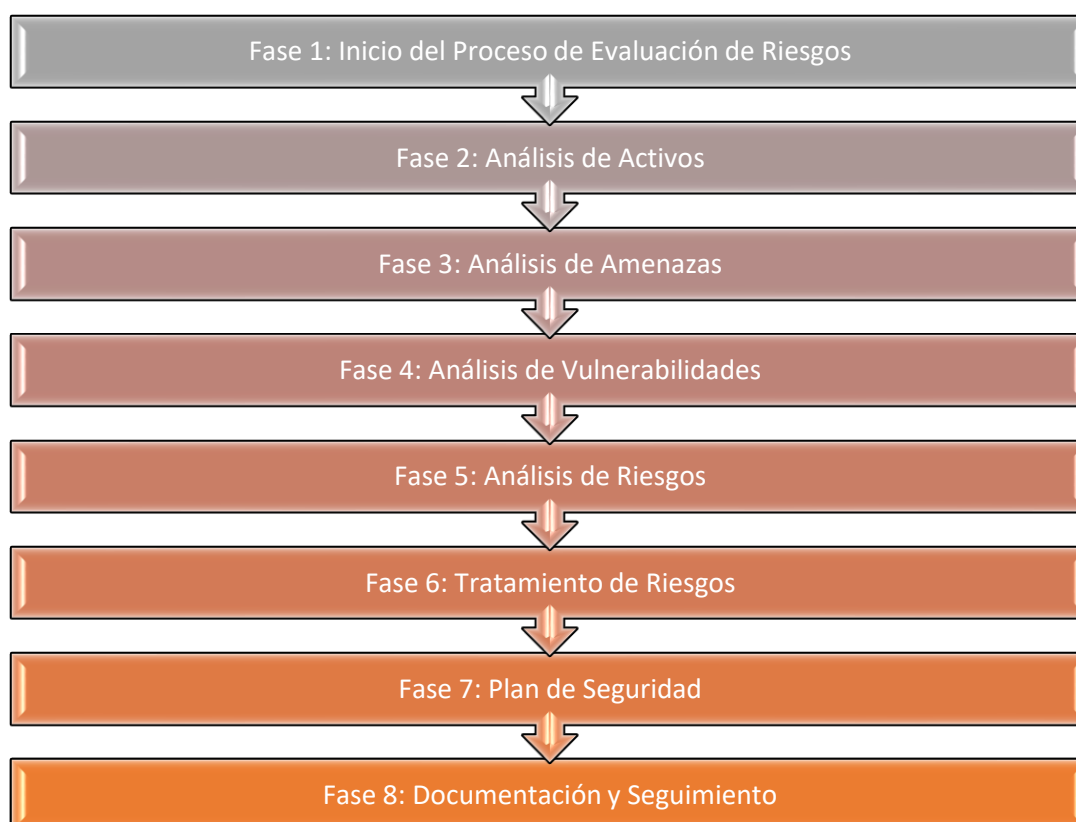 Fase 1: Inicio del Proceso de Evaluación de Riesgos
Fase 2: Análisis de Activos
Fase 3: Análisis de Amenazas
Fase 4: Análisis de Vulnerabilidades
Fase 5: Análisis de Riesgos
Fase 6: Tratamiento de Riesgos
Fase 7: Plan de Seguridad
Fase 8: Documentación y Seguimiento